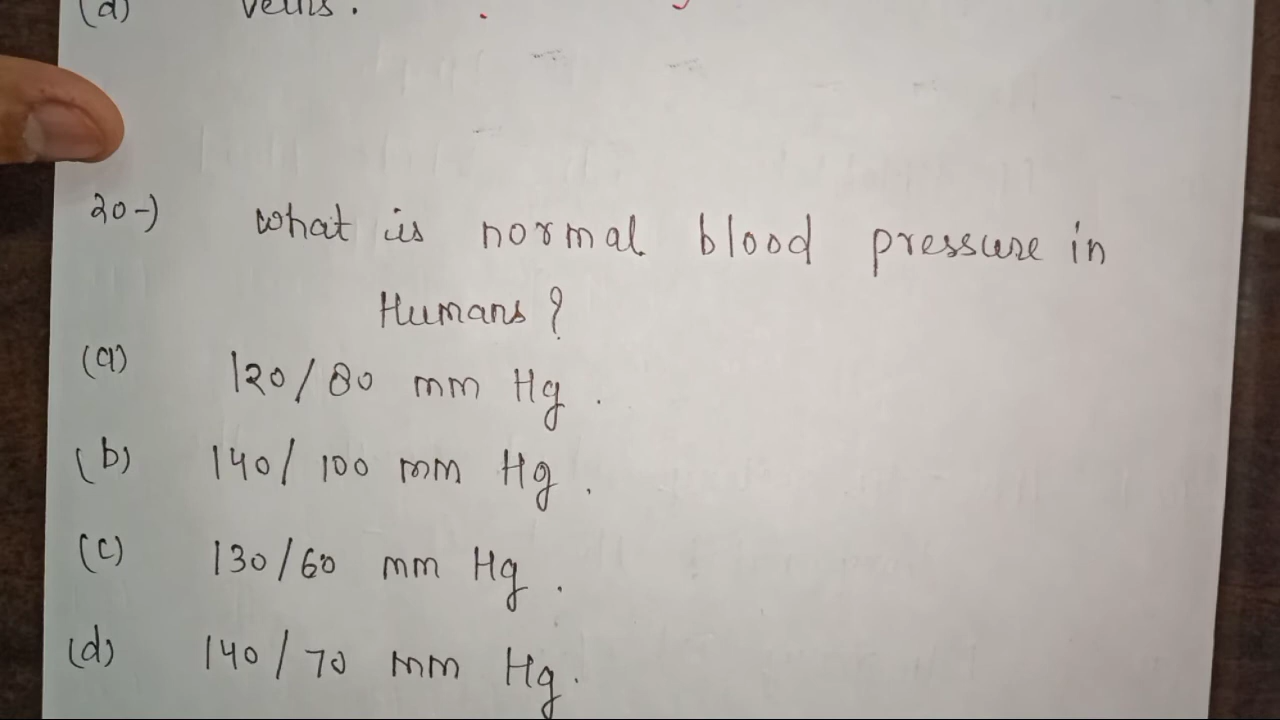 (d) veins.
20-) What is normal blood pressure in
Humans?
(a) 120/80 mm Hg.
(b) 140/100 mm Hg.
(c) 130/60 mm Hg.
(d) 140/70 mm Hg.